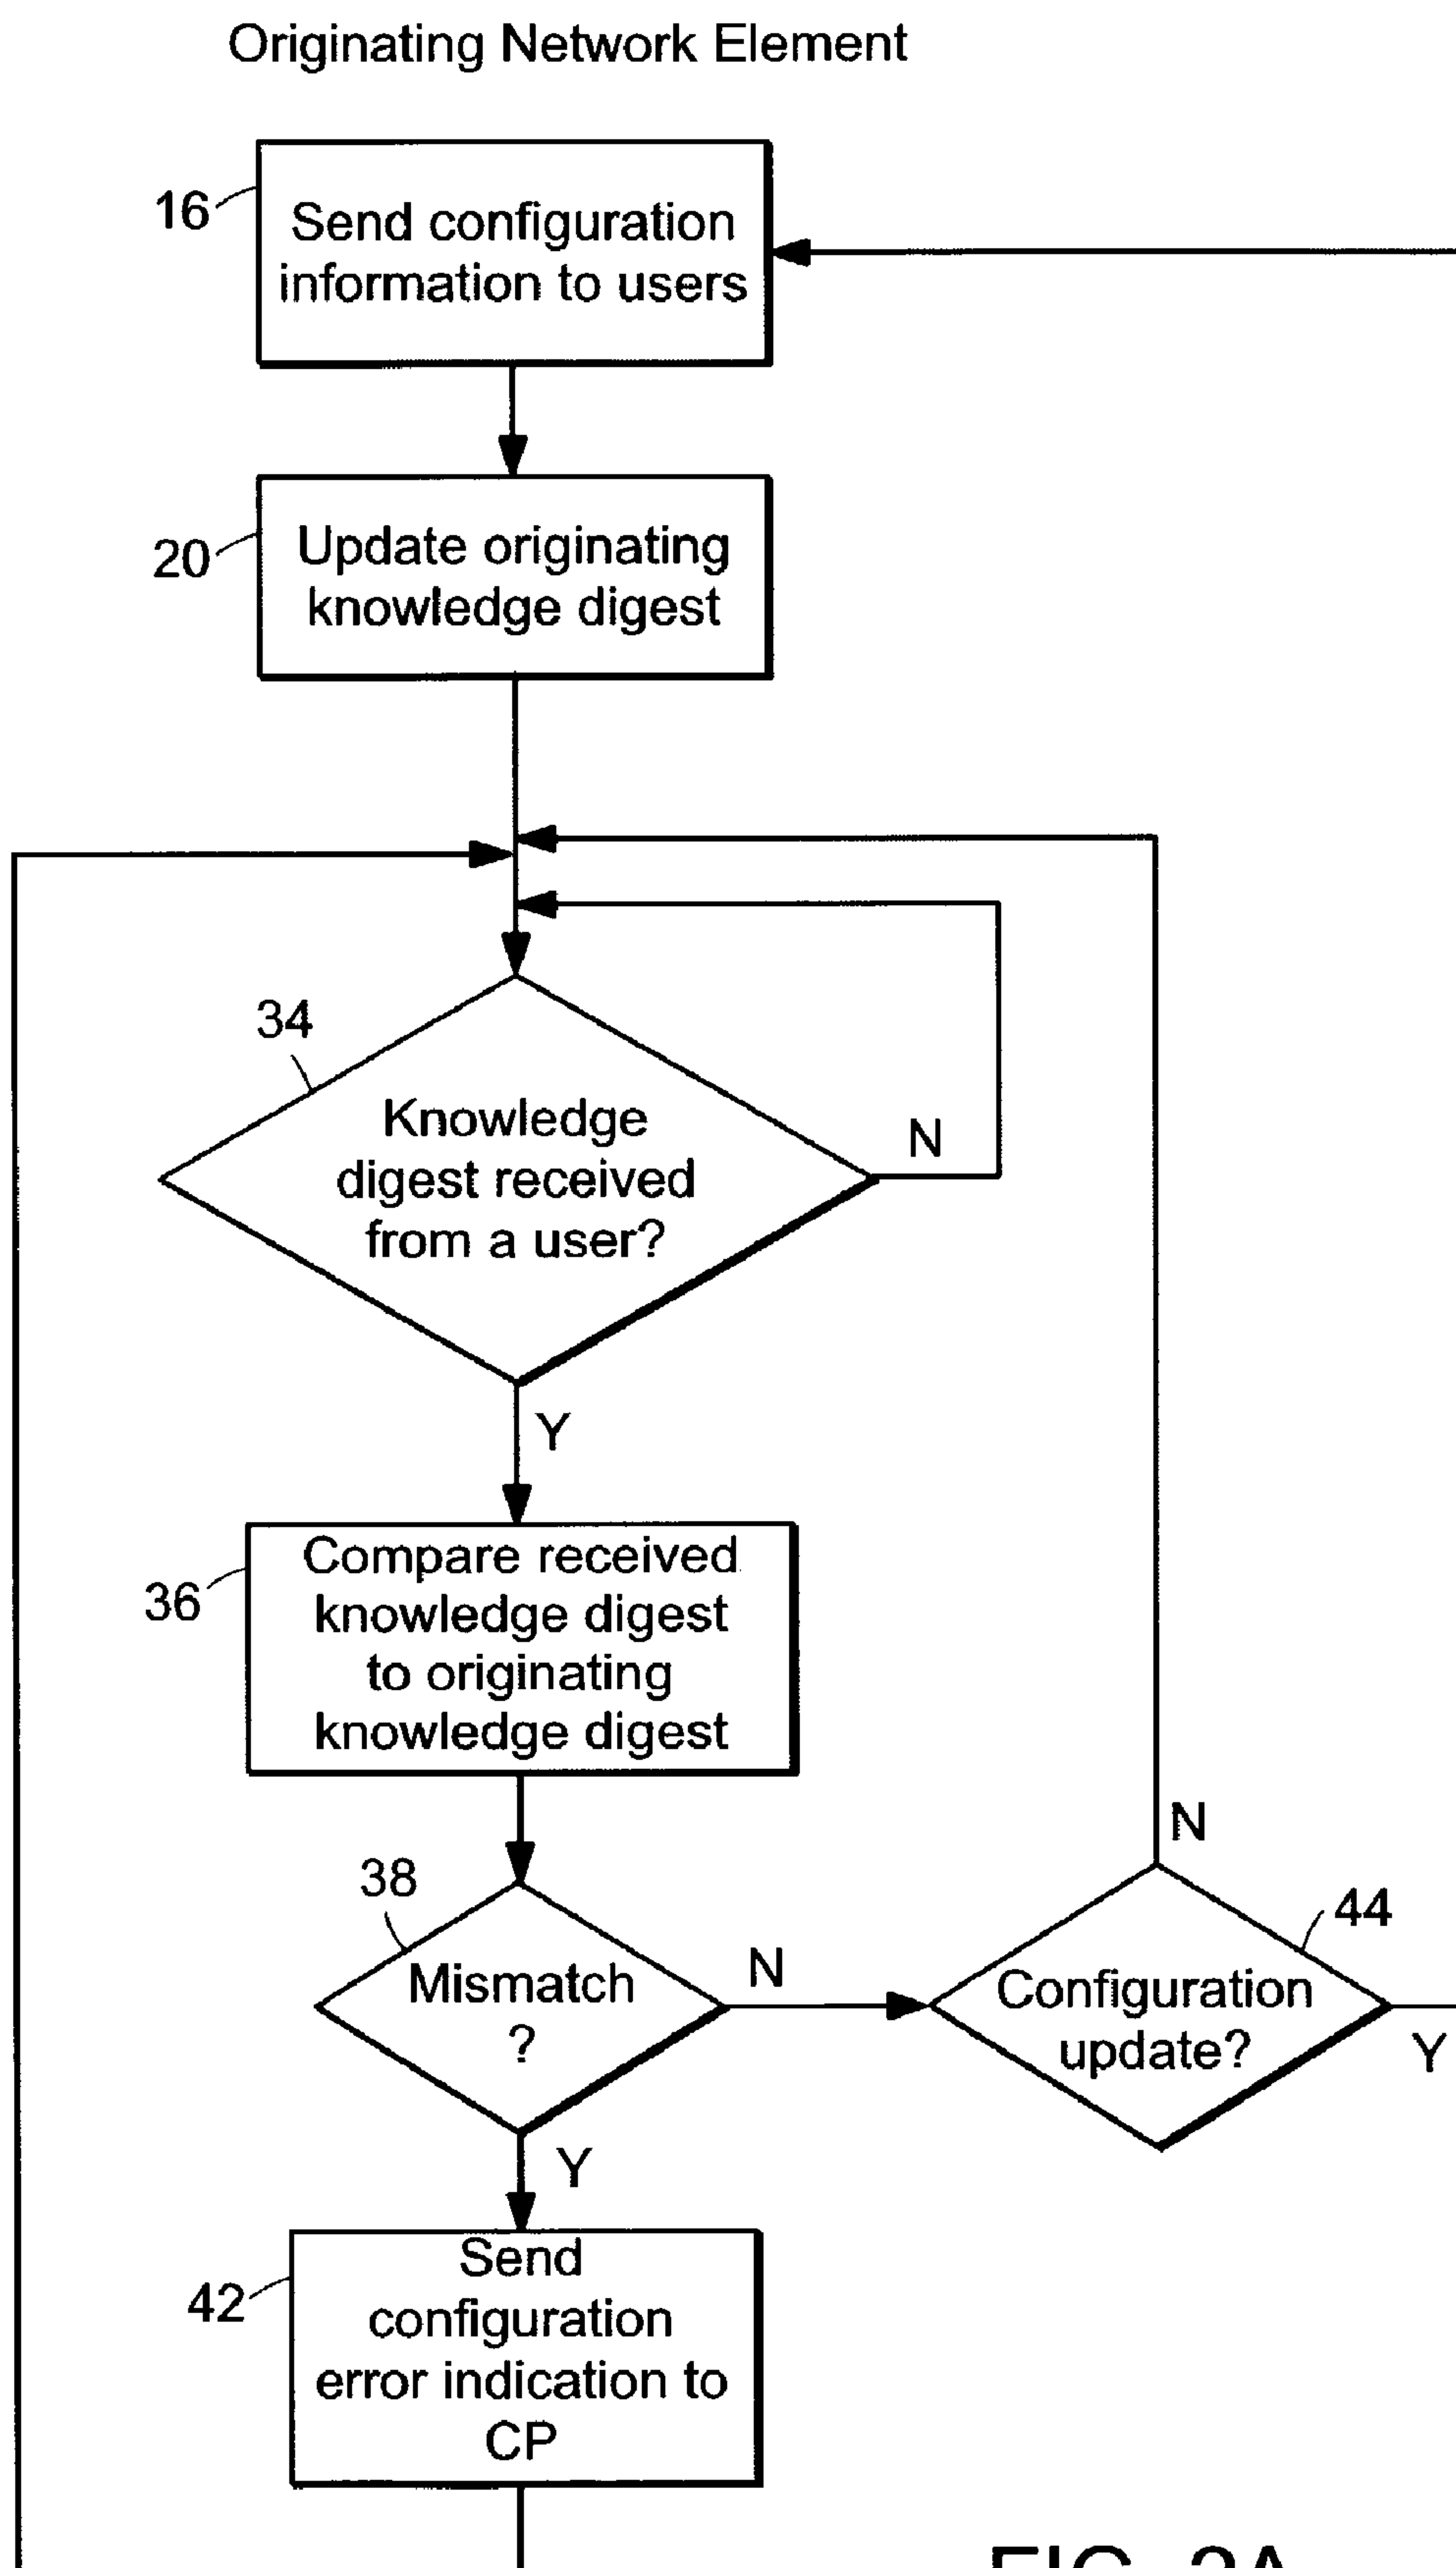 Originating Network Element
16
Send configuration
information to users
20
Update originating
knowledge digest
34
Knowledge
digest received
from a user?
N
Y
36
Compare received
knowledge digest
to originating
knowledge digest
38
Mismatch
?
N
Y
N
44
Configuration
update?
Y
42
Send
configuration
error indication to
CP